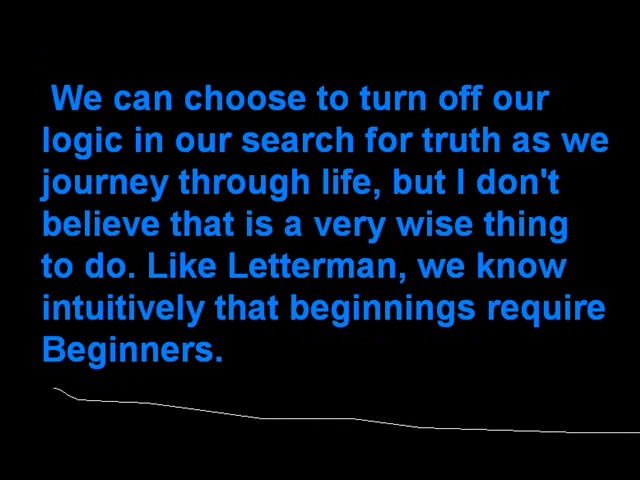 We can choose to turn off our
logic in our search for truth as we
journey through life, but I don't
believe that is a very wise thing
to do. Like Letterman, we know
intuitively that beginnings require
Beginners.